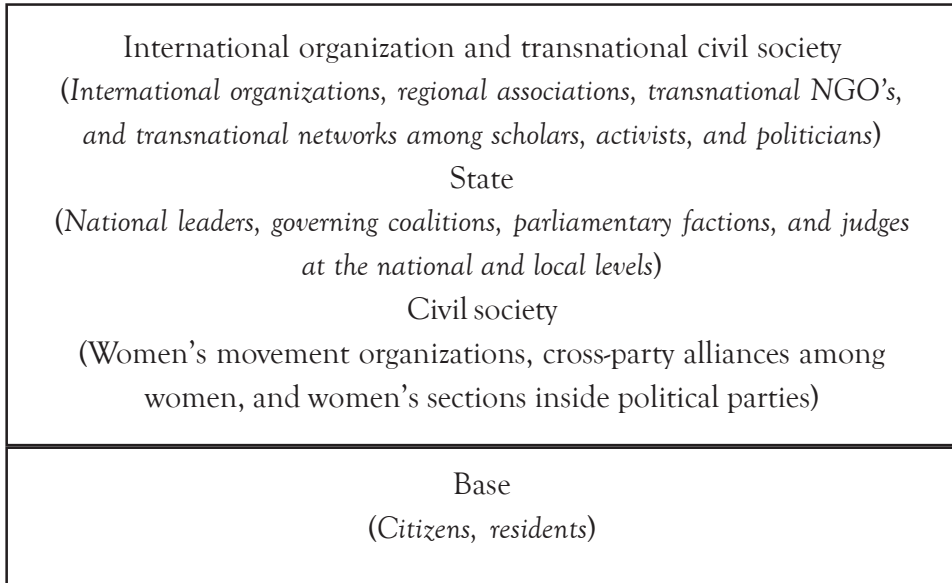 International organization and transnational civil society
(International organizations, regional associations, transnational NGO's,
and transnational networks among scholars, activists, and politicians)
State
(National leaders, governing coalitions, parliamentary factions, and judges
at the national and local levels)
Civil society
(Women's movement organizations, cross-party alliances among
women, and women's sections inside political parties)
Base
(Citizens, residents)